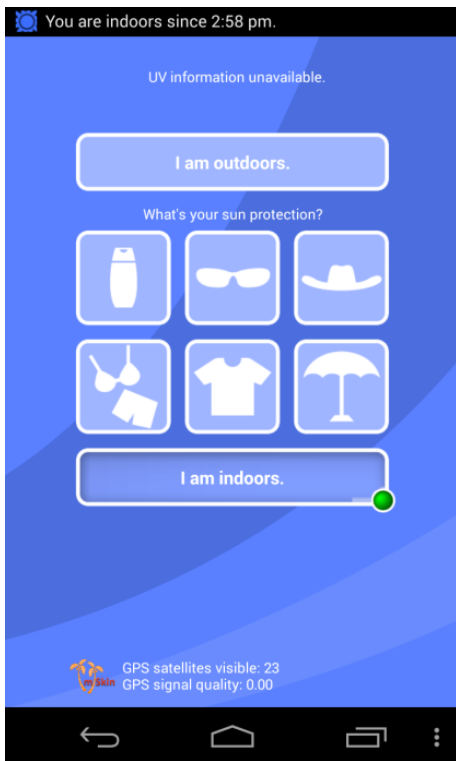 You are indoors since 2:58 pm.
UV information unavailable.
I am outdoors.
What's your sun protection?
I am indoors.
GPS satellites visible: 23
m Skin
GPS signal quality: 0.00